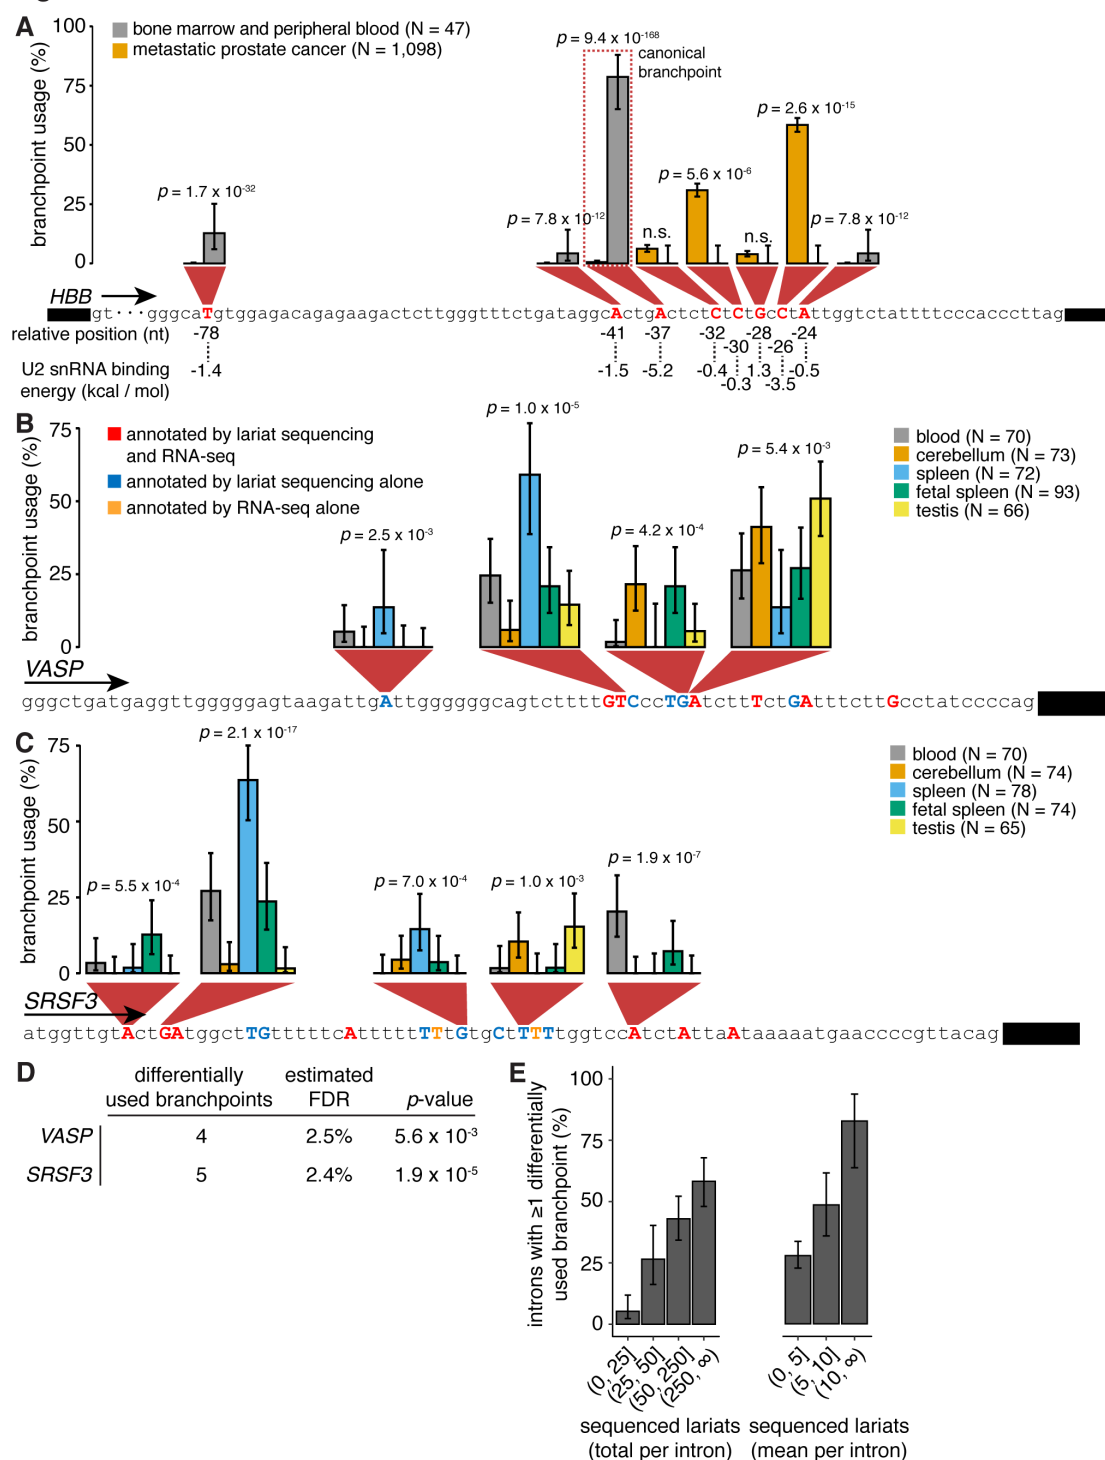 A
100
75
50
25
0
branchpoint usage (%)
bone marrow and peripheral blood (N = 47)
metastatic prostate cancer (N = 1,098)
p = 1.7 x 10-32
p = 7.8 x 10-12
p = 9.4 x 10-168
canonical
branchpoint
n.s.
p = 5.6 x 10-6
n.s.
p = 2.6 x 10-15
p = 7.8 x 10-12
HBB
gt···gggcaTgtggagacagagaagactcttgggtttctgataggcActgActctCtCtGcCtAttggtctattttcccacccttag
relative position (nt)
-78 -41 -37 -32 -30 -28 -26 -24
U2 snRNA binding
energy (kcal / mol)
-1.4 -1.5 -5.2 -0.4 -0.3 1.3 -3.5 -0.5
B
75
50
25
0
branchpoint usage (%)
annotated by lariat sequencing
and RNA-seq
annotated by lariat sequencing alone
annotated by RNA-seq alone
p = 2.5 x 10-3
p = 1.0 x 10-5
p = 4.2 x 10-4
p = 5.4 x 10-3
blood (N = 70)
cerebellum (N = 73)
spleen (N = 72)
fetal spleen (N = 93)
testis (N = 66)
VASP
gggctgatgaggttgggggagtaagattgAttggggggcagtcttttGTCccTGAtcttTctGAtttcttGcctatccccag
C
75
50
25
0
branchpoint usage (%)
p = 5.5 x 10-4
p = 2.1 x 10-17
p = 7.0 x 10-4
p = 1.0 x 10-3
p = 1.9 x 10-7
blood (N = 70)
cerebellum (N = 74)
spleen (N = 78)
fetal spleen (N = 74)
testis (N = 65)
SRSF3
atggttgtActGAtggctTGtttttcAtttttTTtGtgCtTTTtggtccAtctAttaAtaaaaatgaaccccgttacag
D
differentially
used branchpoints
estimated
FDR
p-value
VASP 4 2.5% 5.6 x 10-3
SRSF3 5 2.4% 1.9 x 10-5
E
100
75
50
25
0
introns with ≥1 differentially
used branchpoint (%)
(0, 25]
(25, 50]
(50, 250]
(250, ∞)
sequenced lariats
(total per intron)
(0, 5]
(5, 10]
(10, ∞)
sequenced lariats
(mean per intron)